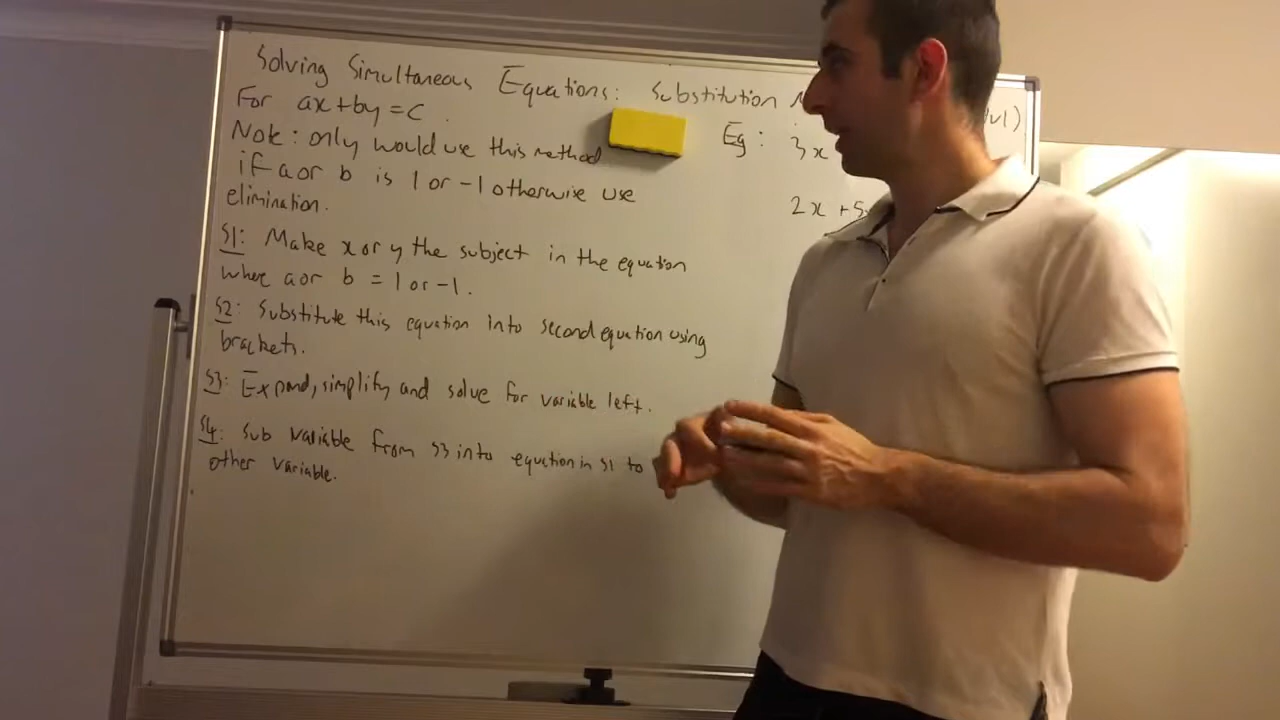 Solving Simultaneous Equations: Substitution
For ax+by=c
Eg: 3x
Note: only would use this method
if a or b is 1 or -1 otherwise use
2x +5
elimination.
S1: Make x or y the subject in the equation
where a or b = 1 or -1.
S2: Substitute this equation into second equation using
brackets.
S3: Expand, simplify and solve for variable left.
S4: Sub variable from S3 into equation in S1 to
other variable.